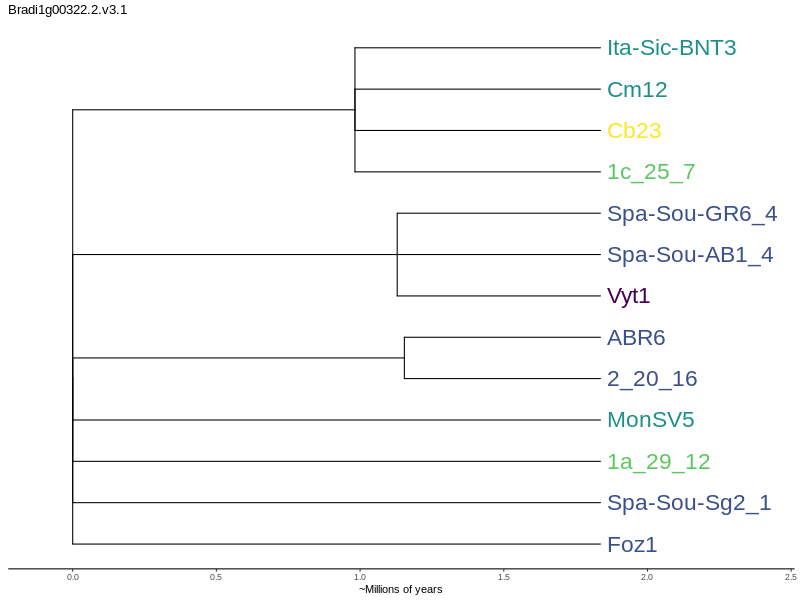 Bradi1g00322.2.v3.1
Ita-Sic-BNT3
Cm12
Cb23
1c_25_7
Spa-Sou-GR6_4
Spa-Sou-AB1_4
Vyt1
ABR6
2_20_16
MonSV5
1a_29_12
Spa-Sou-Sg2_1
Foz1
0.0 0.5 1.0 1.5 2.0 2.5
~Millions of years